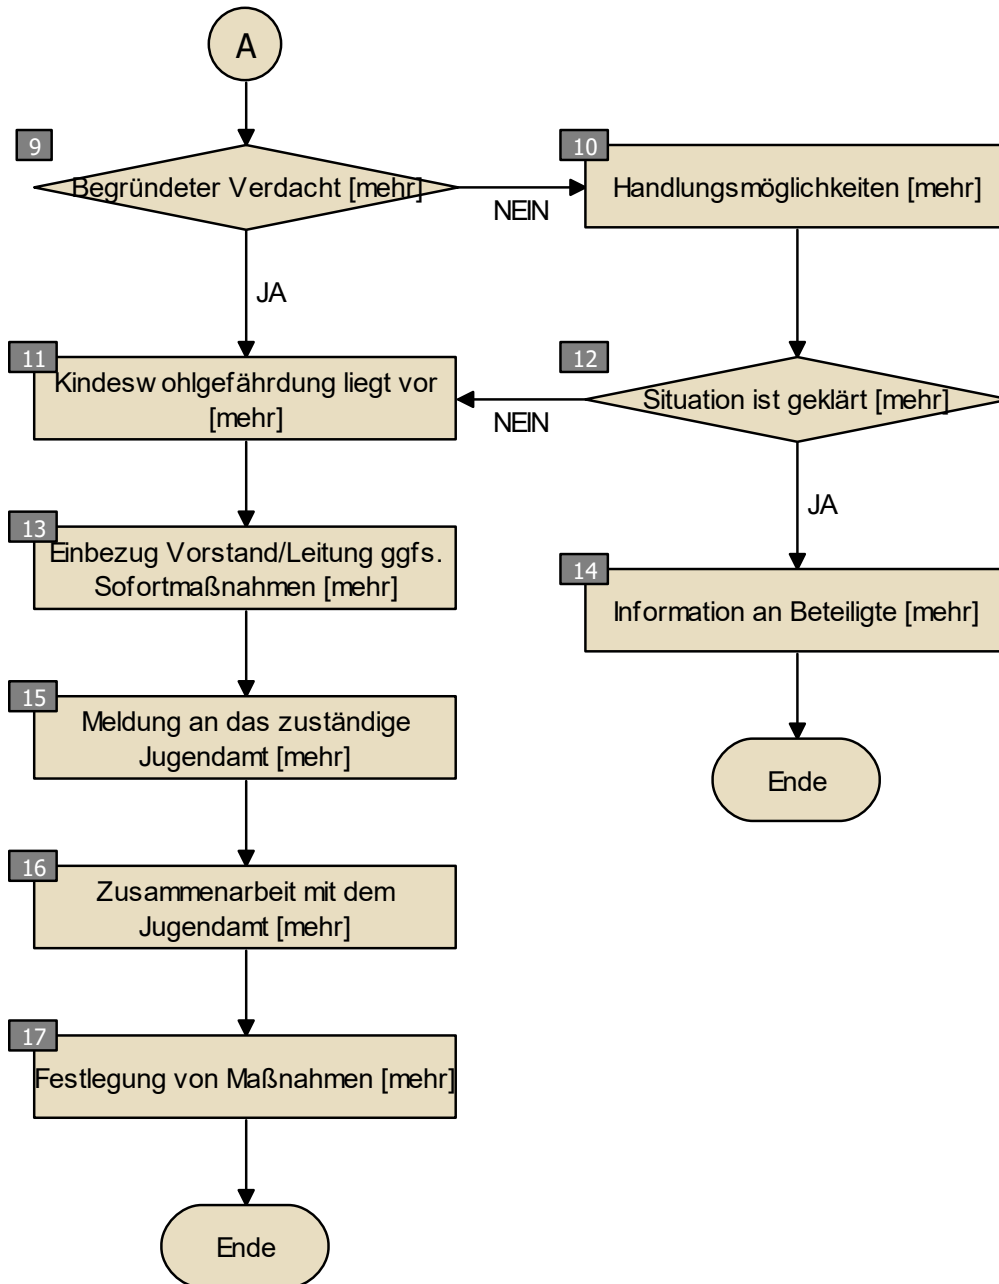 A
9
Begründeter Verdacht [mehr]
NEIN
10
Handlungsmöglichkeiten [mehr]
JA
11
Kindeswohlgefährdung liegt vor
[mehr]
NEIN
12
Situation ist geklärt [mehr]
JA
13
Einbezug Vorstand/Leitung ggfs.
Sofortmaßnahmen [mehr]
14
Information an Beteiligte [mehr]
15
Meldung an das zuständige
Jugendamt [mehr]
Ende
16
Zusammenarbeit mit dem
Jugendamt [mehr]
17
Festlegung von Maßnahmen [mehr]
Ende